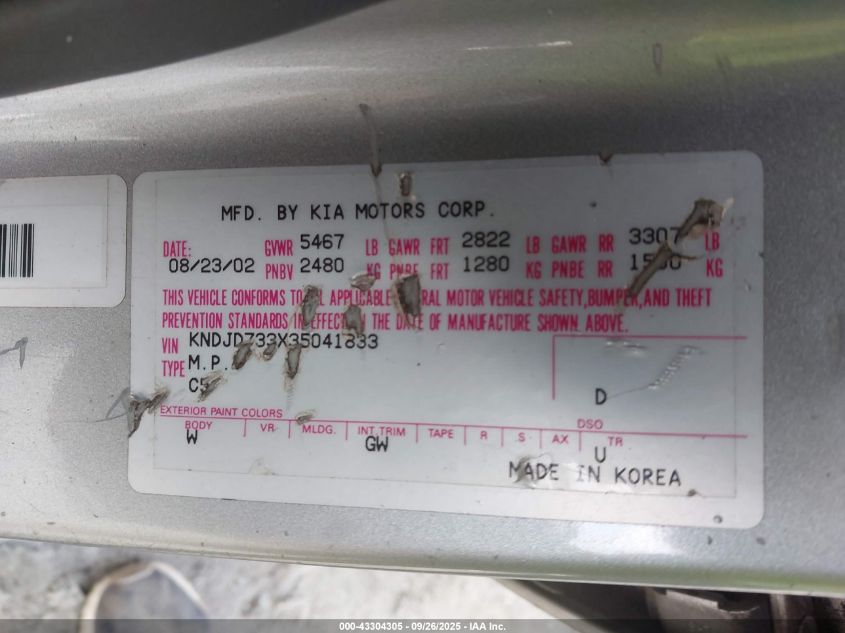 MFD. BY KIA MOTORS CORP.
DATE: GVWR 5467 LB GAWR FRT 2822 LB GAWR RR 3307 LB
08/23/02 PNBV 2480 KG PNBE FRT 1280 KG PNBE RR KG
THIS VEHICLE CONFORMS TO APPLICABLE MOTOR VEHICLE SAFETY, BUMPER, AND THEFT
PREVENTION STANDARDS IN EFFECT ON THE DATE OF MANUFACTURE SHOWN ABOVE.
VIN KNDJD733X35041833
TYPE M.P.
D
EXTERIOR PAINT COLORS DSO
BODY VR MLDG. INT.TRIM TAPE R S AX TR
W GW U
MADE IN KOREA
000-43304305 - 09/26/2025 - IAA Inc.